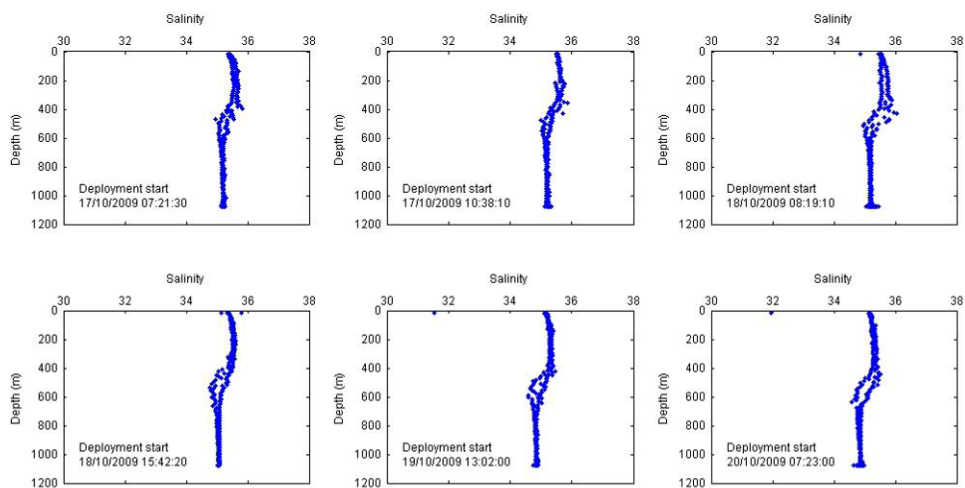 Salinity Salinity Salinity
30 32 34 36 38 30 32 34 36 38 30 32 34 36 38
0 0 0
200 200 200
400 400 400
Depth (m) Depth (m) Depth (m)
600 600 600
800 800 800
1000 Deployment start 1000 Deployment start 1000 Deployment start
17/10/2009 07:21:30 17/10/2009 10:38:10 18/10/2009 08:19:10
1200 1200 1200
Salinity Salinity Salinity
30 32 34 36 38 30 32 34 36 38 30 32 34 36 38
0 0 0
200 200 200
400 400 400
Depth (m) Depth (m) Depth (m)
600 600 600
800 800 800
1000 Deployment start 1000 Deployment start 1000 Deployment start
18/10/2009 15:42:20 19/10/2009 13:02:00 20/10/2009 07:23:00
1200 1200 1200